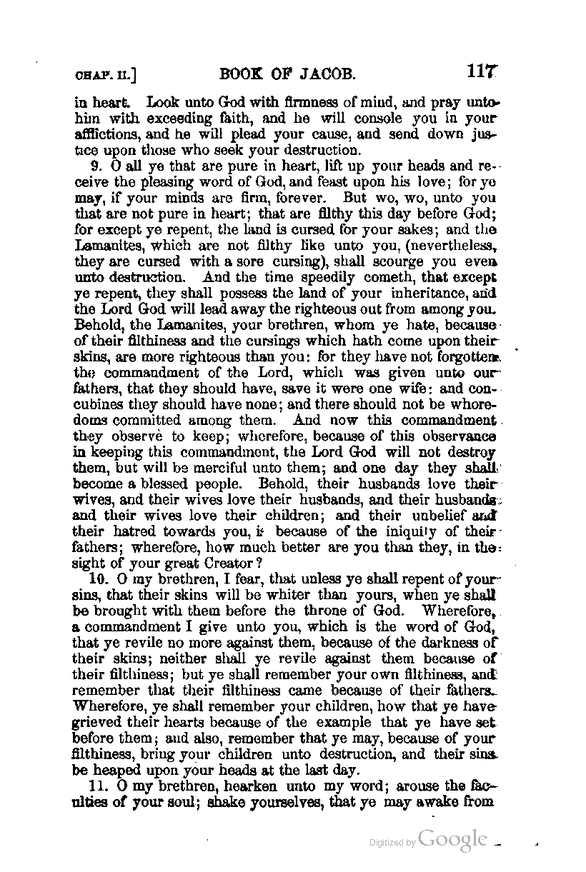 CHAP. II.] BOOK OF JACOB. 117
in heart. Look unto God with firmness of mind, and pray unto
him with exceeding faith, and he will console you in your
afflictions, and he will plead your cause, and send down jus-
tice upon those who seek your destruction.
9. O all ye that are pure in heart, lift up your heads and re-
ceive the pleasing word of God, and feast upon his love; for ye
may, if your minds are firm, forever. But wo, wo, unto you
that are not pure in heart; that are filthy this day before God;
for except ye repent, the land is cursed for your sakes; and the
Lamanites, which are not filthy like unto you, (nevertheless,
they are cursed with a sore cursing), shall scourge you even
unto destruction. And the time speedily cometh, that except
ye repent, they shall possess the land of your inheritance, and
the Lord God will lead away the righteous out from among you.
Behold, the Lamanites, your brethren, whom ye hate, because
of their filthiness and the cursings which hath come upon their
skins, are more righteous than you: for they have not forgotten
the commandment of the Lord, which was given unto our
fathers, that they should have, save it were one wife: and con-
cubines they should have none; and there should not be whore-
doms committed among them. And now this commandment
they observe to keep; wherefore, because of this observance
in keeping this commandment, the Lord God will not destroy
them, but will be merciful unto them; and one day they shall
become a blessed people. Behold, their husbands love their
wives, and their wives love their husbands, and their husbands
and their wives love their children; and their unbelief and
their hatred towards you, is because of the iniquity of their
fathers; wherefore, how much better are you than they, in the
sight of your great Creator?
10. O my brethren, I fear, that unless ye shall repent of your
sins, that their skins will be whiter than yours, when ye shall
be brought with them before the throne of God. Wherefore,
a commandment I give unto you, which is the word of God,
that ye revile no more against them, because of the darkness of
their skins; neither shall ye revile against them because of
their filthiness; but ye shall remember your own filthiness, and
remember that their filthiness came because of their fathers.
Wherefore, ye shall remember your children, how that ye have
grieved their hearts because of the example that ye have set
before them; and also, remember that ye may, because of your
filthiness, bring your children unto destruction, and their sins
be heaped upon your heads at the last day.
11. O my brethren, hearken unto my word; arouse the fac-
ulties of your soul; shake yourselves, that ye may awake from
Digitized by Google